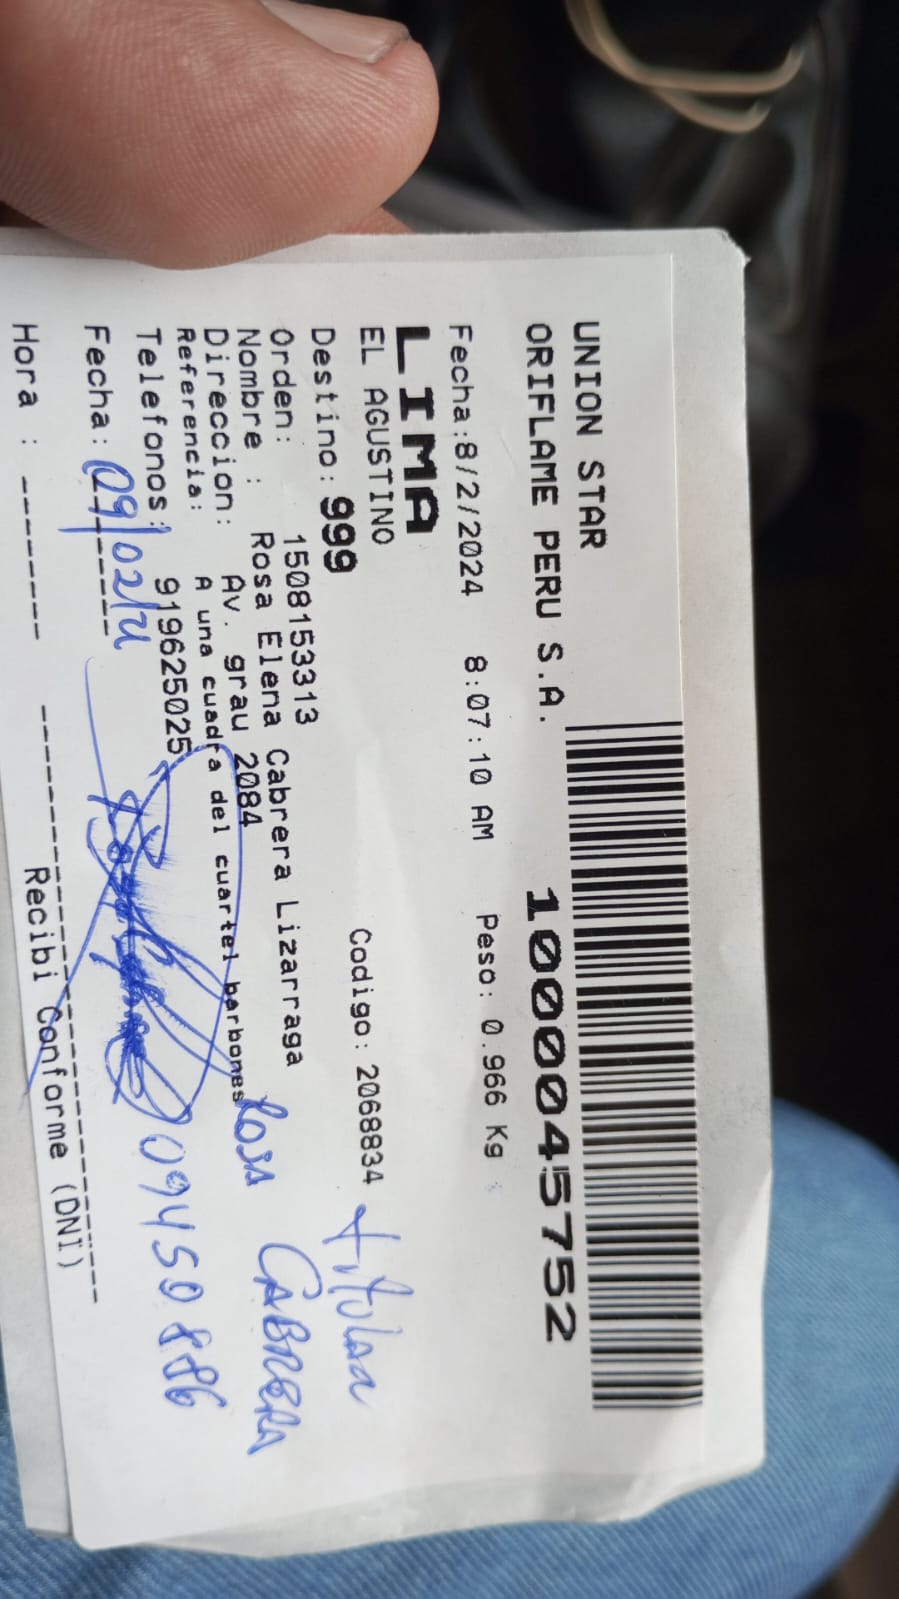 UNION STAR
ORIFLAME PERU S.A. 10000045752
Fecha:8/2/2024 8:07:10 AM Peso: 0.966 Kg
LIMA
EL AGUSTINO
Destino: 999 Codigo: 2068834 titular
Orden: 1508153313
Nombre : Rosa Elena Cabrera Lizarraga
Direccion: Av. grau 2084
Referencia: A una cuadra del cuartel barbones
Rosa CABRERA
Telefonos: 919625025
09450886
Fecha: 09/02/24
Hora : -------
Recibi Conforme (DNI)